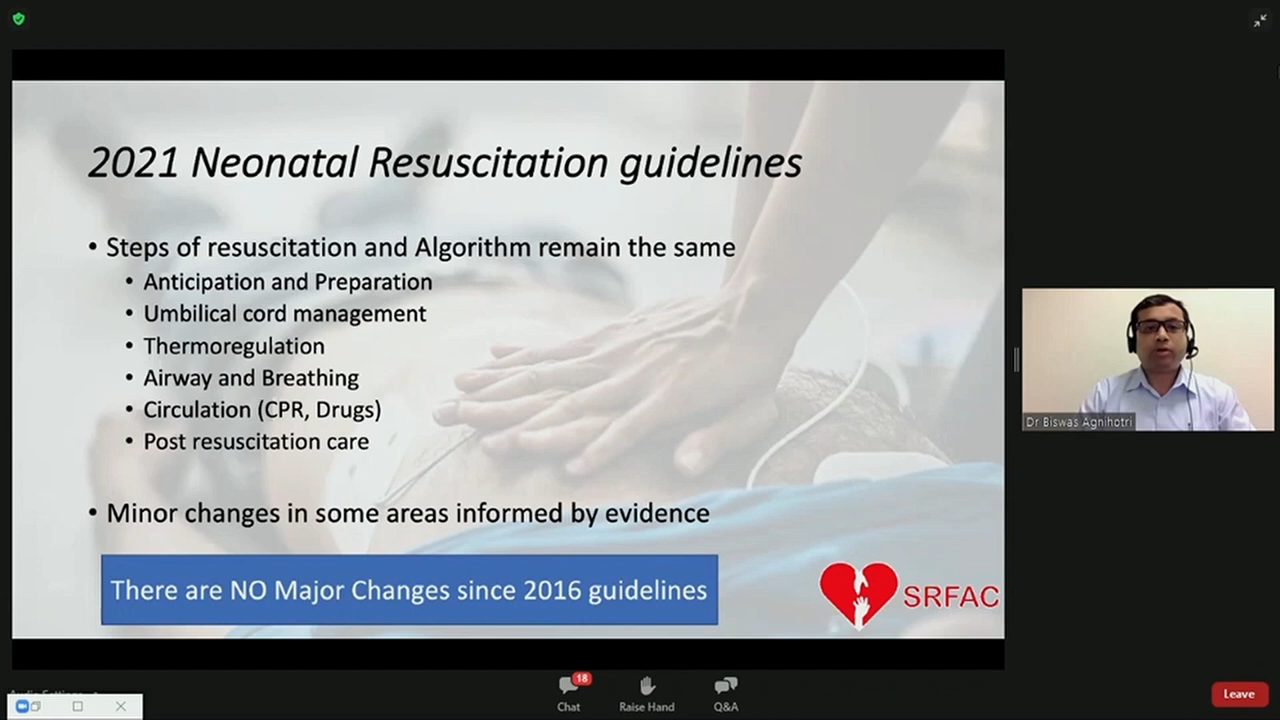 2021 Neonatal Resuscitation guidelines
• Steps of resuscitation and Algorithm remain the same
• Anticipation and Preparation
• Umbilical cord management
• Thermoregulation
• Airway and Breathing
• Circulation (CPR, Drugs)
• Post resuscitation care
• Minor changes in some areas informed by evidence
There are NO Major Changes since 2016 guidelines
SRFAC
Dr Biswas Agnihotri
18
Chat
Raise Hand
Q&A
Leave